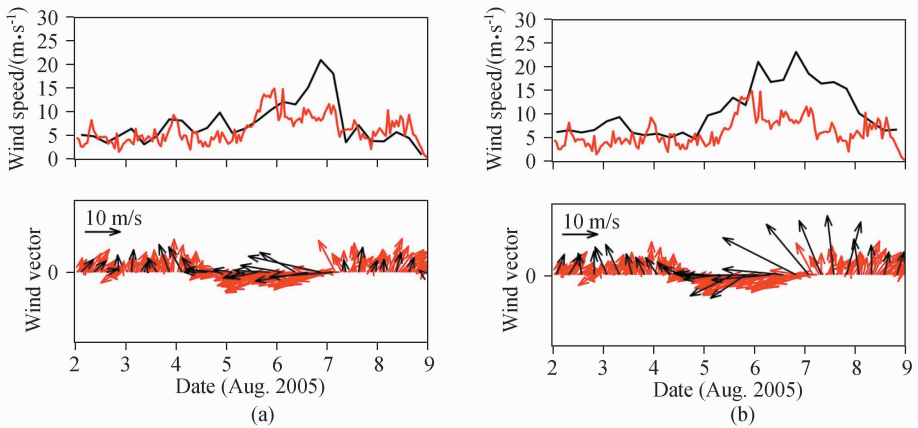 30
25
20
15
10
5
0
Wind speed/(m•s⁻¹)
10 m/s
0
Wind vector
2 3 4 5 6 7 8 9
Date (Aug. 2005)
(a)
30
25
20
15
10
5
0
Wind speed/(m•s⁻¹)
10 m/s
0
Wind vector
2 3 4 5 6 7 8 9
Date (Aug. 2005)
(b)